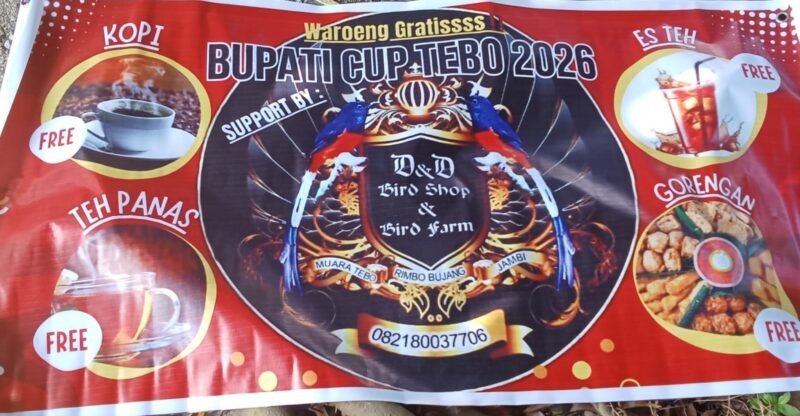 Waroeng Gratissss !!
BUPATI CUP TEBO 2026
SUPPORT BY :
KOPI
FREE
TEH PANAS
FREE
ES TEH
FREE
GORENGAN
FREE
D&D
Bird Shop
&
Bird Farm
MUARA TEBO RIMBO BUJANG JAMBI
082180037706